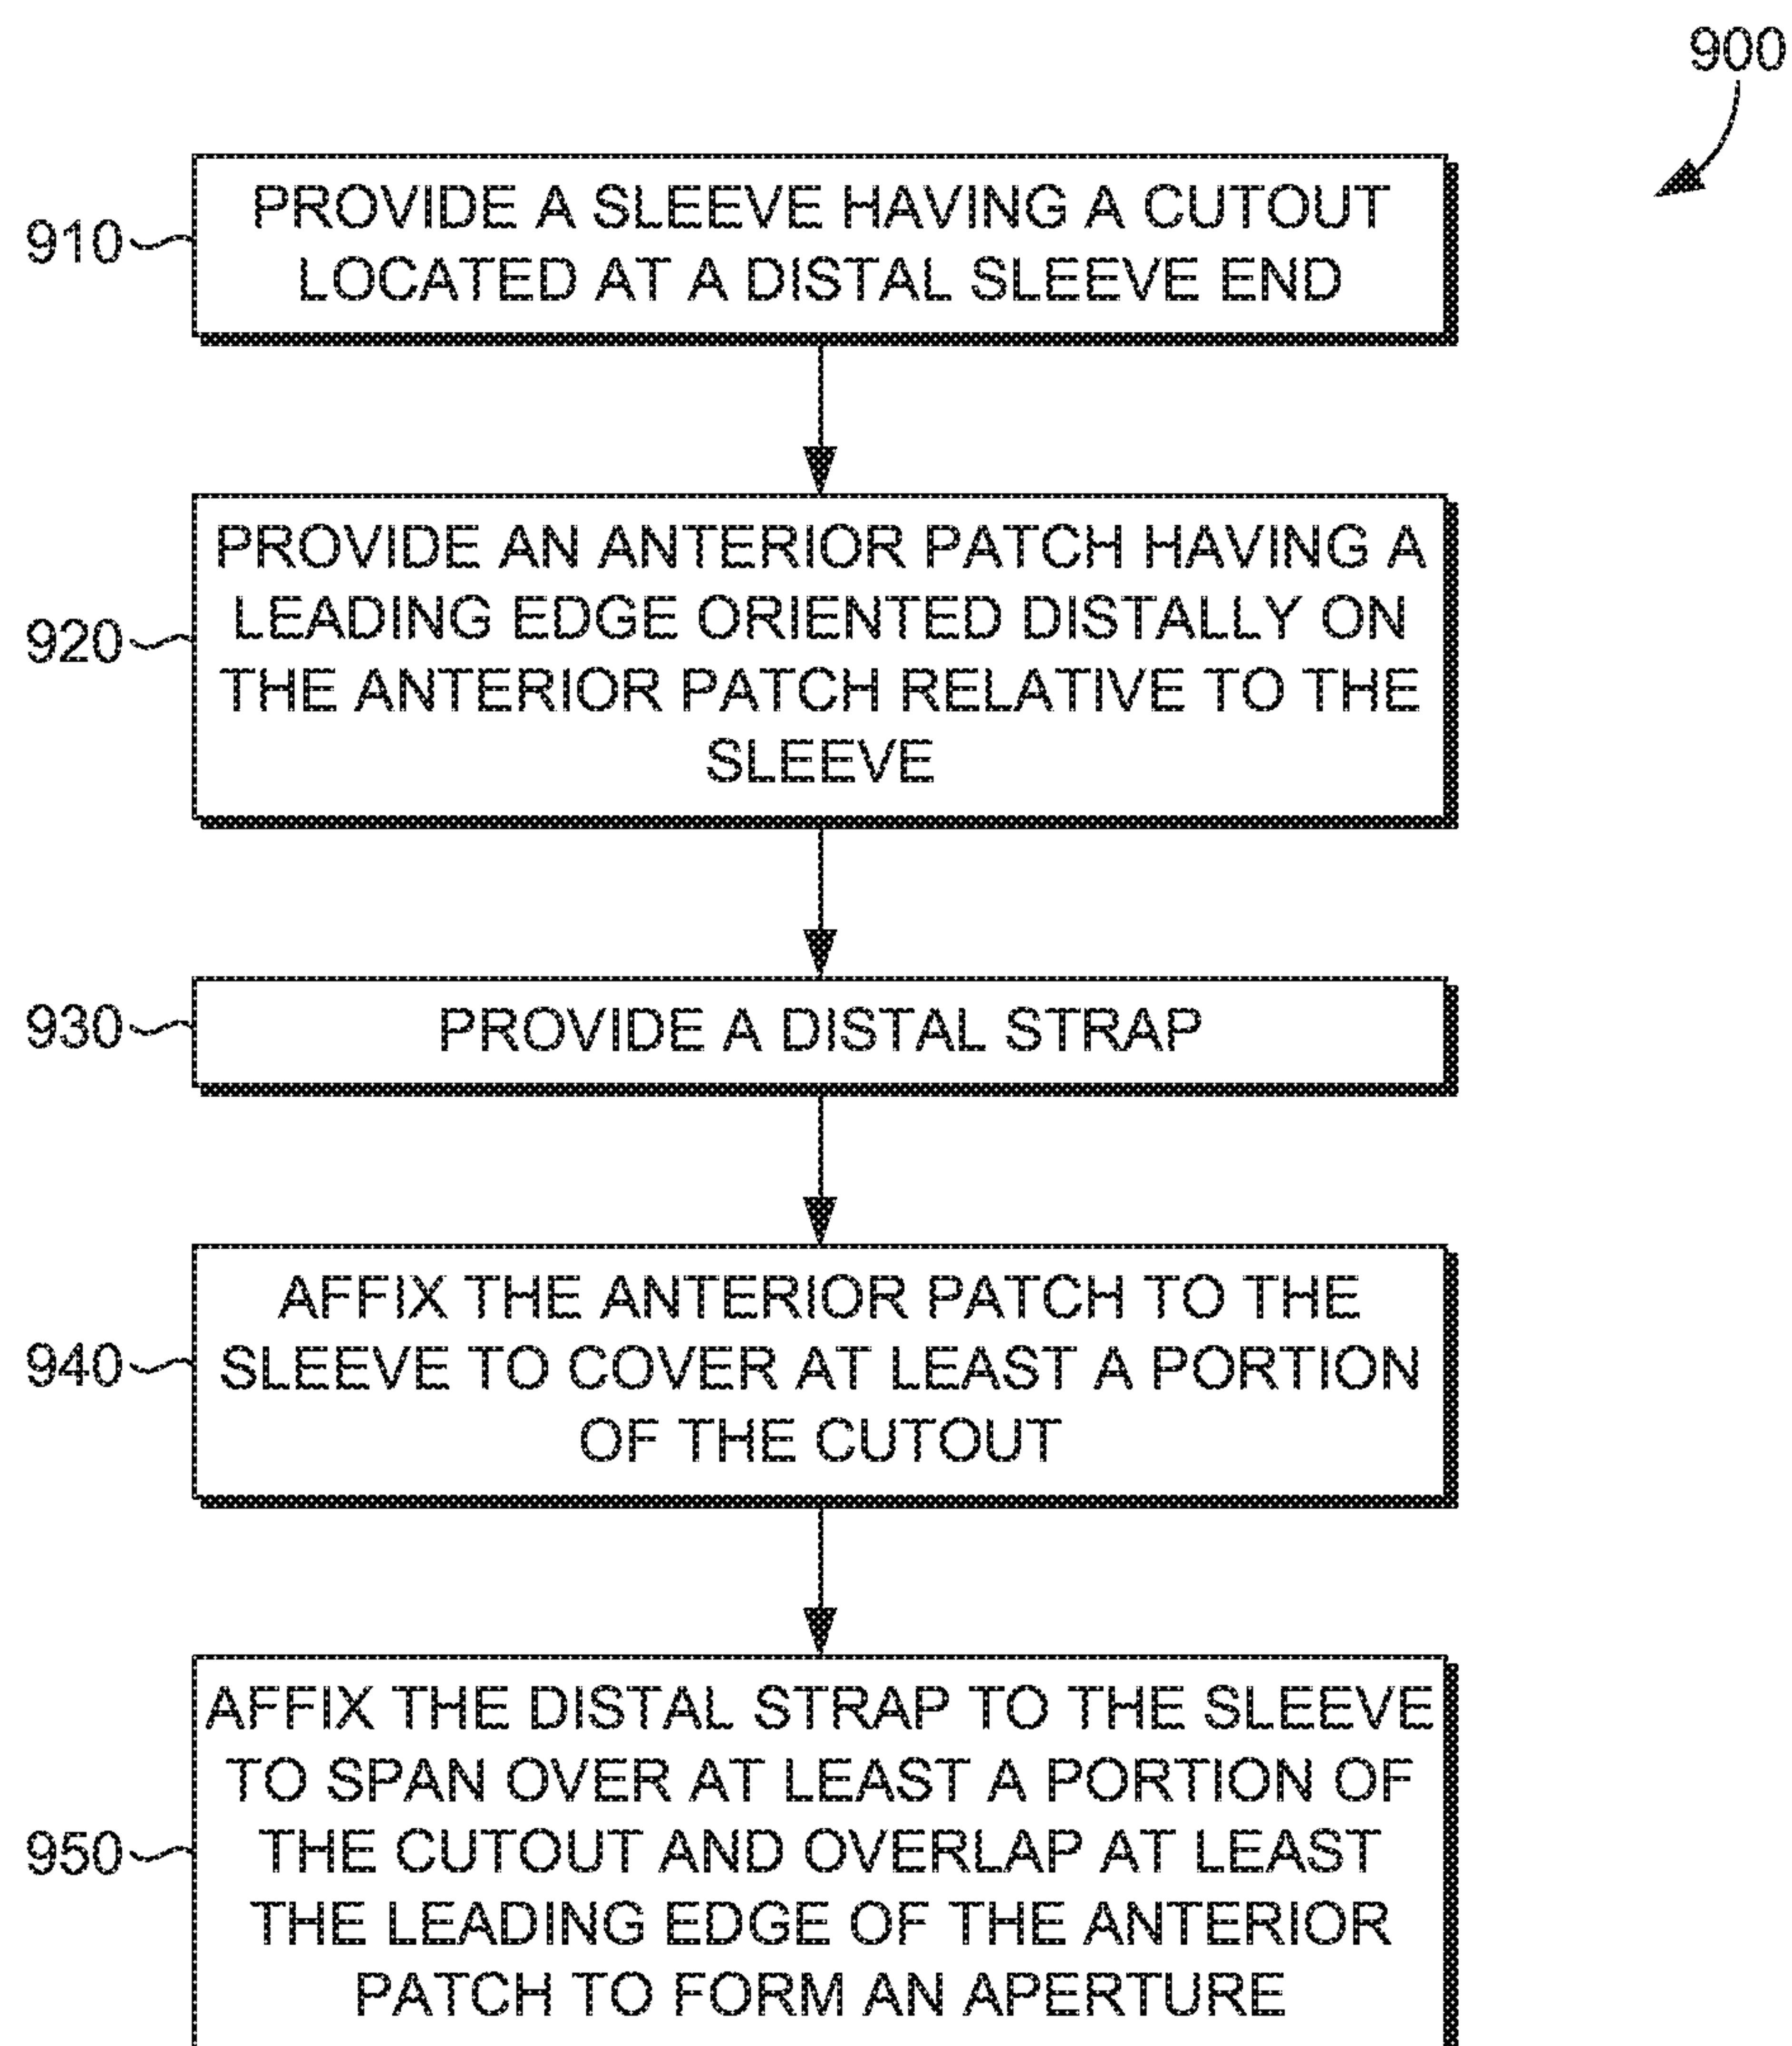 900
910
PROVIDE A SLEEVE HAVING A CUTOUT
LOCATED AT A DISTAL SLEEVE END
920
PROVIDE AN ANTERIOR PATCH HAVING A
LEADING EDGE ORIENTED DISTALLY ON
THE ANTERIOR PATCH RELATIVE TO THE
SLEEVE
930
PROVIDE A DISTAL STRAP
940
AFFIX THE ANTERIOR PATCH TO THE
SLEEVE TO COVER AT LEAST A PORTION
OF THE CUTOUT
950
AFFIX THE DISTAL STRAP TO THE SLEEVE
TO SPAN OVER AT LEAST A PORTION OF
THE CUTOUT AND OVERLAP AT LEAST
THE LEADING EDGE OF THE ANTERIOR
PATCH TO FORM AN APERTURE